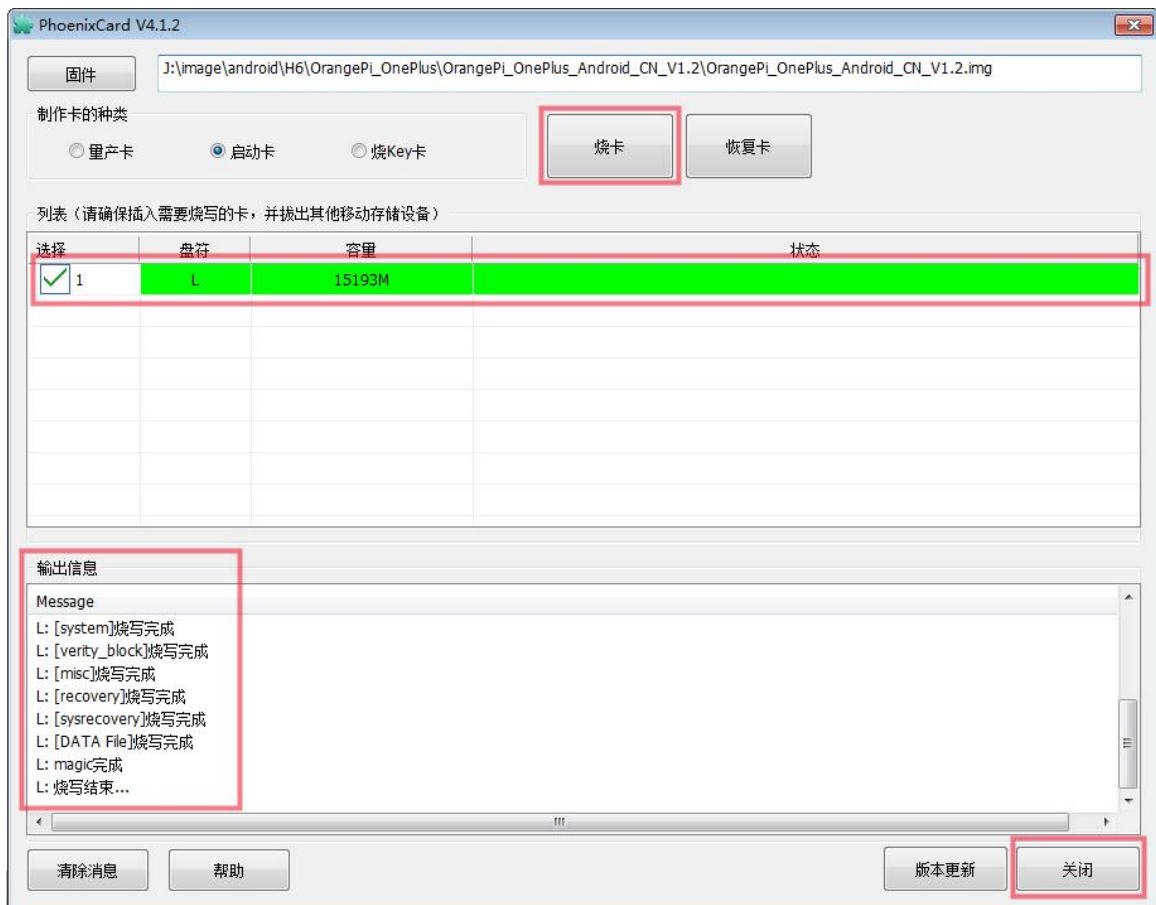 PhoenixCard V4.1.2
固件
J:\image\android\H6\OrangePi_OnePlus\OrangePi_OnePlus_Android_CN_V1.2\OrangePi_OnePlus_Android_CN_V1.2.img
制作卡的种类
量产卡 启动卡 烧Key卡
烧卡 恢复卡
列表（请确保插入需要烧写的卡，并拔出其他移动存储设备）
选择 盘符 容量 状态
1 L 15193M
输出信息
Message
L: [system]烧写完成
L: [verity_block]烧写完成
L: [misc]烧写完成
L: [recovery]烧写完成
L: [sysrecovery]烧写完成
L: [DATA File]烧写完成
L: magic完成
L: 烧写结束...
清除消息 帮助 版本更新 关闭